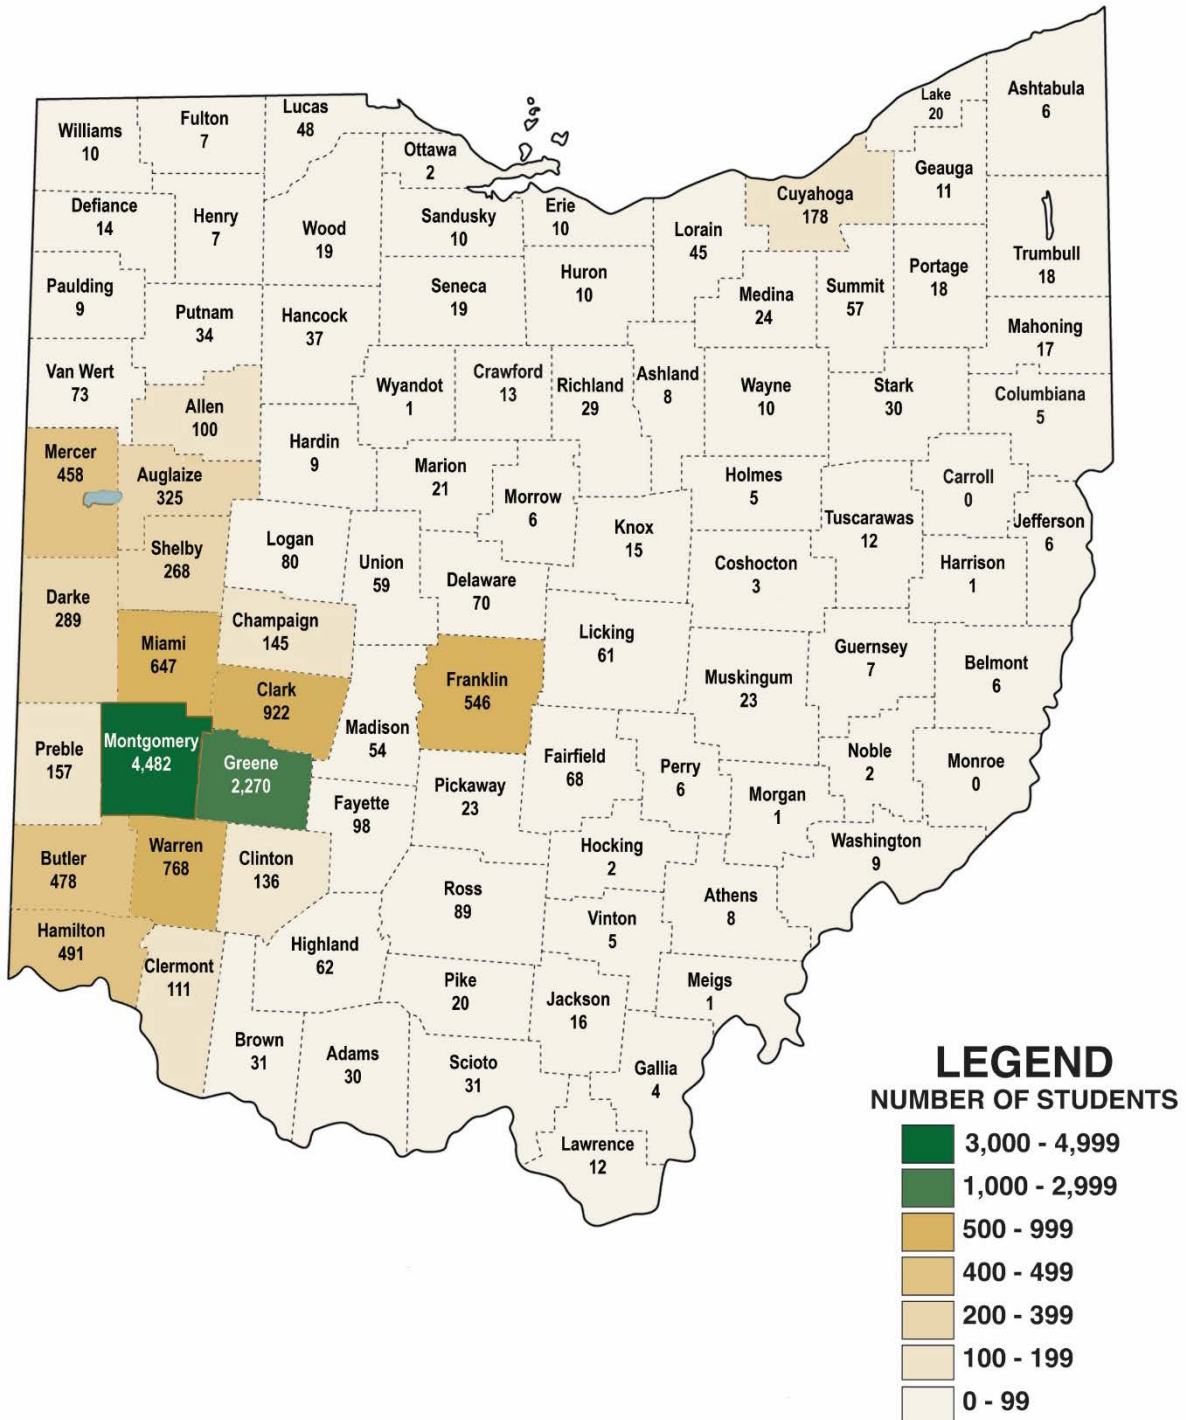 Lake
20
Ashtabula
6
Williams
10
Fulton
7
Lucas
48
Ottawa
2
Geauga
11
Cuyahoga
178
Defiance
14
Henry
7
Wood
19
Sandusky
10
Erie
10
Lorain
45
Trumbull
18
Paulding
9
Putnam
34
Hancock
37
Seneca
19
Huron
10
Medina
24
Summit
57
Portage
18
Mahoning
17
Van Wert
73
Allen
100
Wyandot
1
Crawford
13
Richland
29
Ashland
8
Wayne
10
Stark
30
Columbiana
5
Mercer
458
Auglaize
325
Hardin
9
Marion
21
Morrow
6
Holmes
5
Carroll
0
Knox
15
Tuscarawas
12
Jefferson
6
Shelby
268
Logan
80
Union
59
Delaware
70
Coshocton
3
Harrison
1
Darke
289
Miami
647
Champaign
145
Licking
61
Guernsey
7
Belmont
6
Clark
922
Franklin
546
Muskingum
23
Preble
157
Montgomery
4,482
Greene
2,270
Madison
54
Fairfield
68
Perry
6
Noble
2
Monroe
0
Fayette
98
Pickaway
23
Morgan
1
Washington
9
Butler
478
Warren
768
Clinton
136
Hocking
2
Ross
89
Athens
8
Hamilton
491
Clermont
111
Highland
62
Vinton
5
Pike
20
Jackson
16
Meigs
1
Brown
31
Adams
30
Scioto
31
Gallia
4
Lawrence
12
LEGEND
NUMBER OF STUDENTS
3,000 - 4,999
1,000 - 2,999
500 - 999
400 - 499
200 - 399
100 - 199
0 - 99